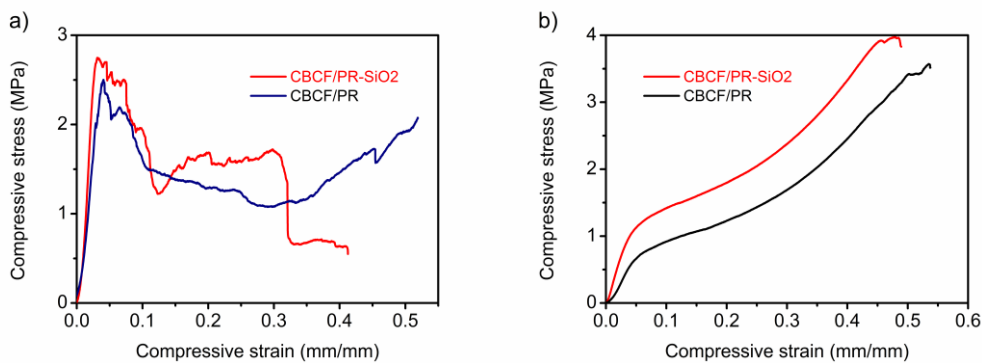 a)
Compressive stress (MPa)
3
2
1
0
CBCF/PR-SiO2
CBCF/PR
0.0 0.1 0.2 0.3 0.4 0.5
Compressive strain (mm/mm)
b)
Compressive stress (MPa)
4
2
0
CBCF/PR-SiO2
CBCF/PR
0.0 0.1 0.2 0.3 0.4 0.5 0.6
Compressive strain (mm/mm)